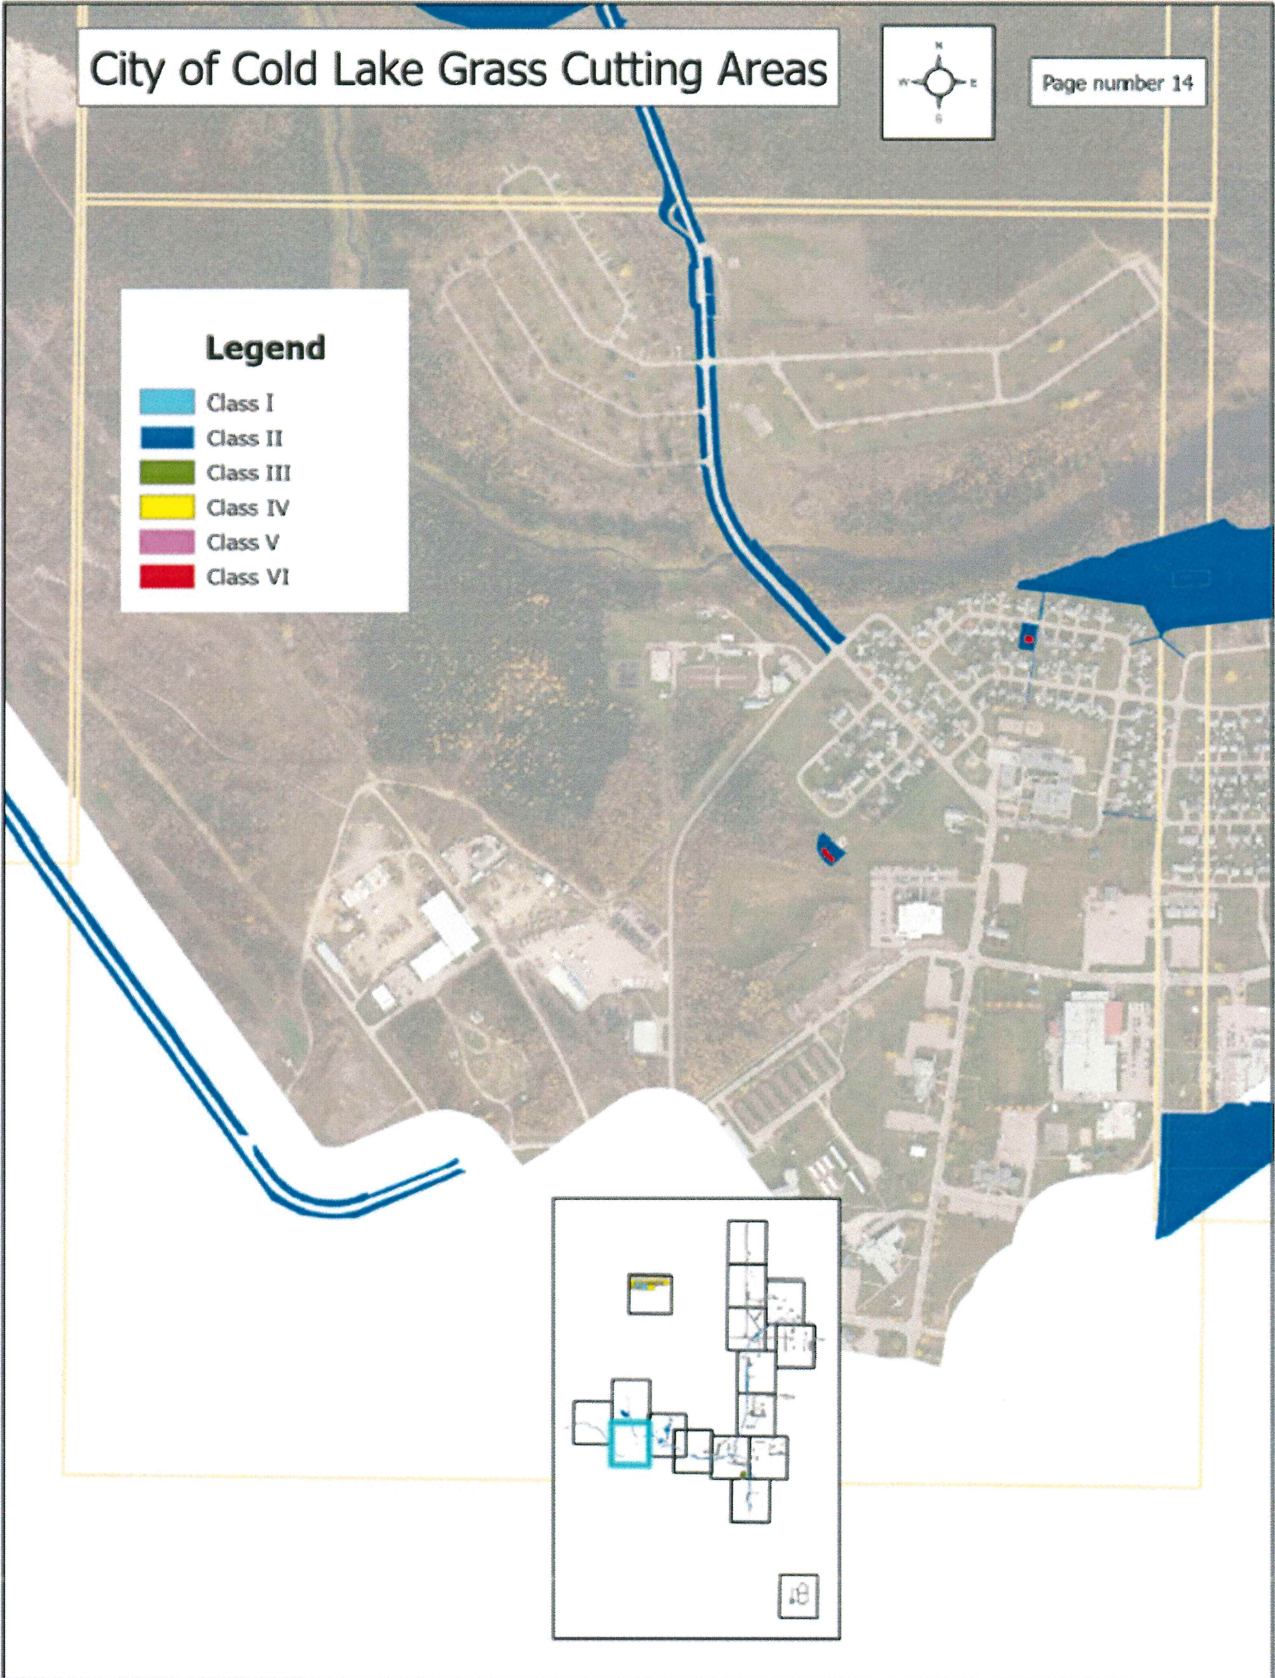 City of Cold Lake Grass Cutting Areas
N
W E
S
Page number 14
Legend
Class I
Class II
Class III
Class IV
Class V
Class VI